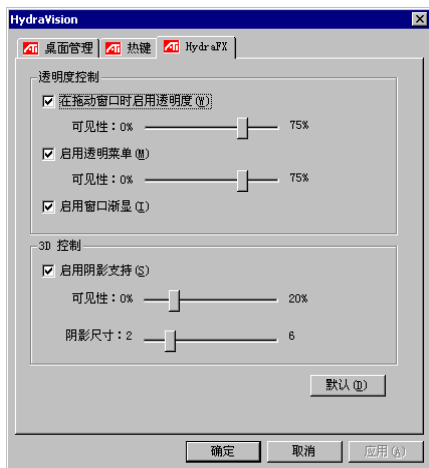 HydraVision
ATI 桌面管理 ATI 热键 ATI HydraFX
透明度控制
在拖动窗口时启用透明度(W)
可见性：0% 75%
启用透明菜单(M)
可见性：0% 75%
启用窗口渐显(I)
3D 控制
启用阴影支持(S)
可见性：0% 20%
阴影尺寸：2 6
默认(D)
确定 取消 应用(A)